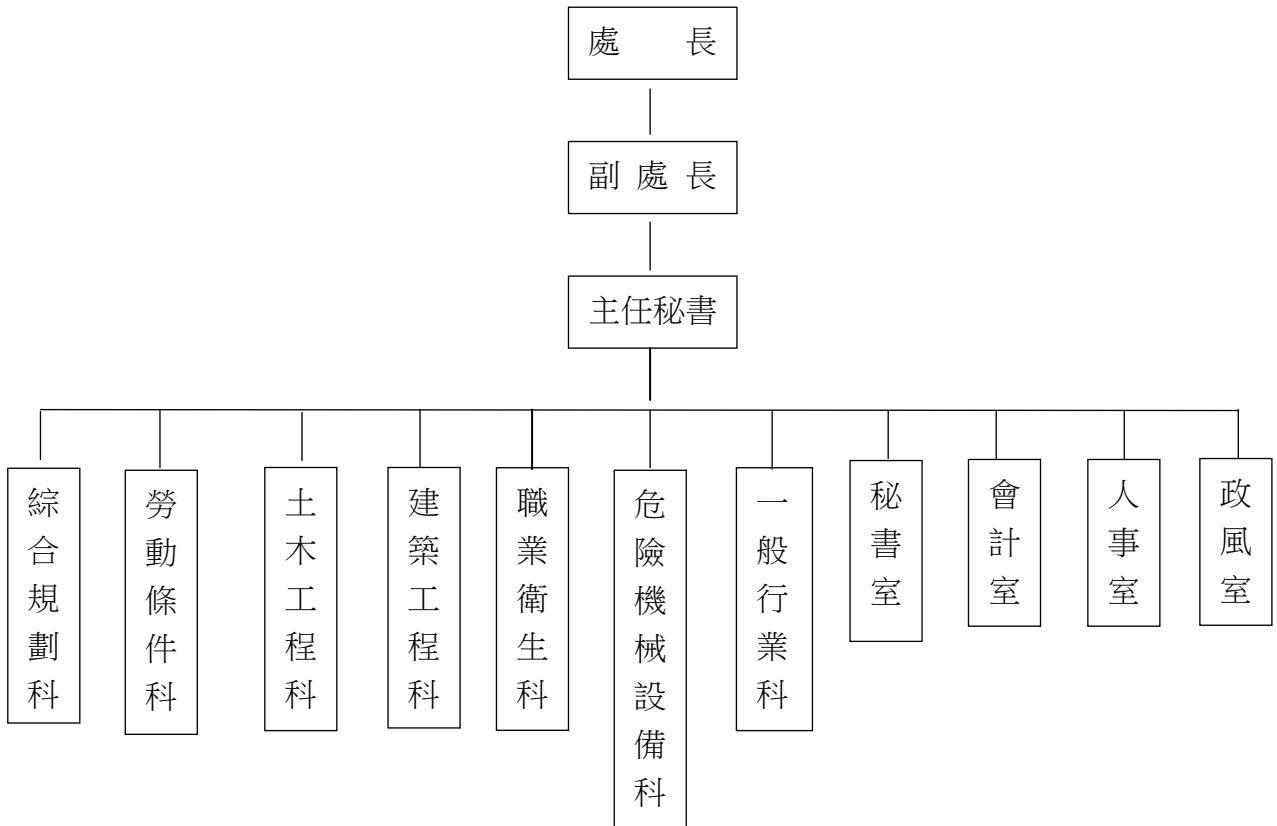 處 長
副處長
主任秘書
綜合規劃科
勞動條件科
土木工程科
建築工程科
職業衛生科
危險機械設備科
一般行業科
秘書室
會計室
人事室
政風室